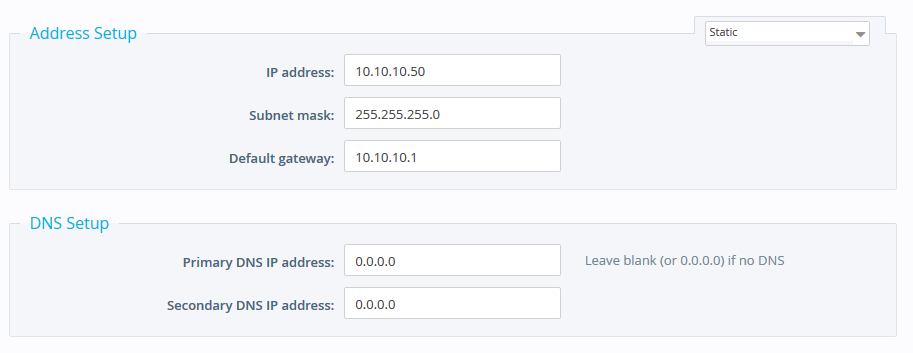 Address Setup
Static
IP address: 10.10.10.50
Subnet mask: 255.255.255.0
Default gateway: 10.10.10.1
DNS Setup
Primary DNS IP address: 0.0.0.0 Leave blank (or 0.0.0.0) if no DNS
Secondary DNS IP address: 0.0.0.0